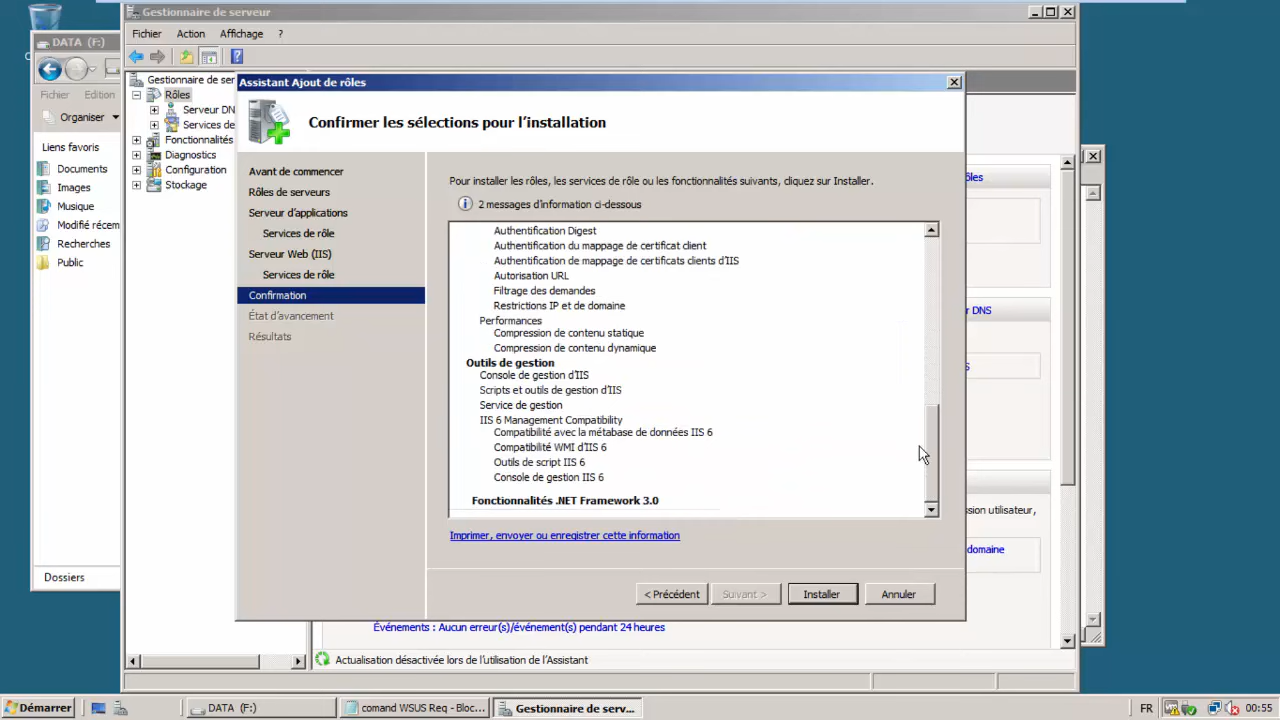 Gestionnaire de serveur
DATA (F:)
Fichier Action Affichage ?
Fichier Edition
Organiser
Liens favoris
Documents
Images
Musique
Modifié récem
Recherches
Public
Dossiers
Gestionnaire de ser
Rôles
Serveur DN
Services de
Fonctionnalités
Diagnostics
Configuration
Stockage
Assistant Ajout de rôles
Confirmer les sélections pour l'installation
Avant de commencer
Rôles de serveurs
Serveur d'applications
Services de rôle
Serveur Web (IIS)
Services de rôle
Confirmation
État d'avancement
Résultats
Pour installer les rôles, les services de rôle ou les fonctionnalités suivants, cliquez sur Installer.
2 messages d'information ci-dessous
Authentification Digest
Authentification du mappage de certificat client
Authentification de mappage de certificats clients d'IIS
Autorisation URL
Filtrage des demandes
Restrictions IP et de domaine
Performances
Compression de contenu statique
Compression de contenu dynamique
Outils de gestion
Console de gestion d'IIS
Scripts et outils de gestion d'IIS
Service de gestion
IIS 6 Management Compatibility
Compatibilité avec la métabase de données IIS 6
Compatibilité WMI d'IIS 6
Outils de script IIS 6
Console de gestion IIS 6
Fonctionnalités .NET Framework 3.0
Imprimer, envoyer ou enregistrer cette information
< Précédent Suivant > Installer Annuler
ôles
r DNS
S
ssion utilisateur,
domaine
Événements : Aucun erreur(s)/événement(s) pendant 24 heures
Actualisation désactivée lors de l'utilisation de l'Assistant
Démarrer DATA (F:) comand WSUS Req - Bloc... Gestionnaire de serv... FR 00:55